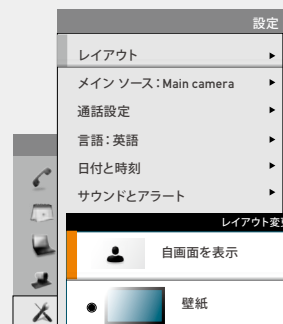 設定
レイアウト
メイン ソース：Main camera
通話設定
言語：英語
日付と時刻
サウンドとアラート
レイアウト変
自画面を表示
壁紙